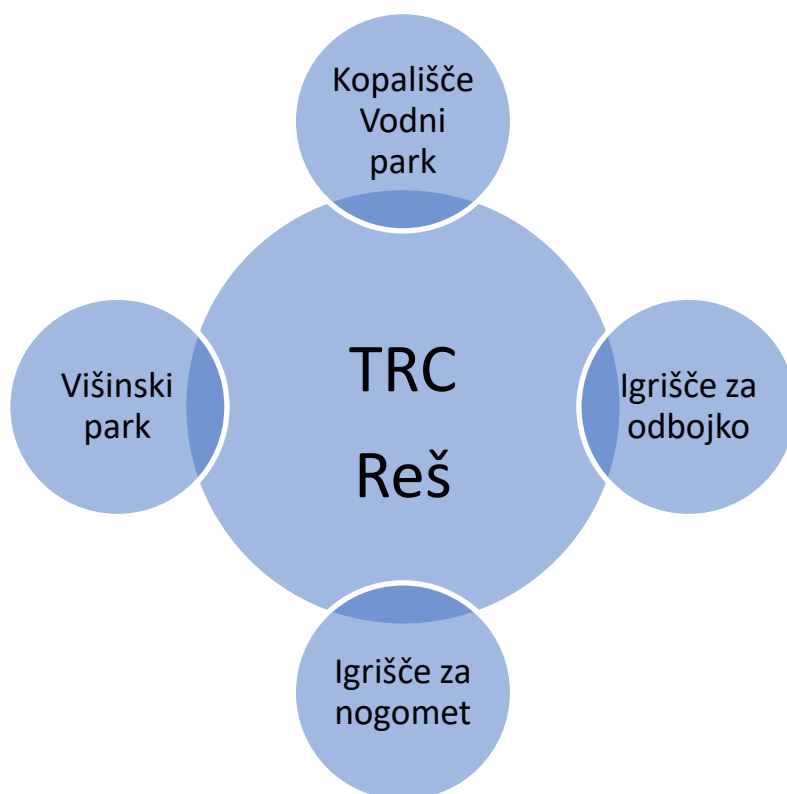 Kopališče
Vodni
park
Višinski
park
TRC
Reš
Igrišče za
odbojko
Igrišče za
nogomet